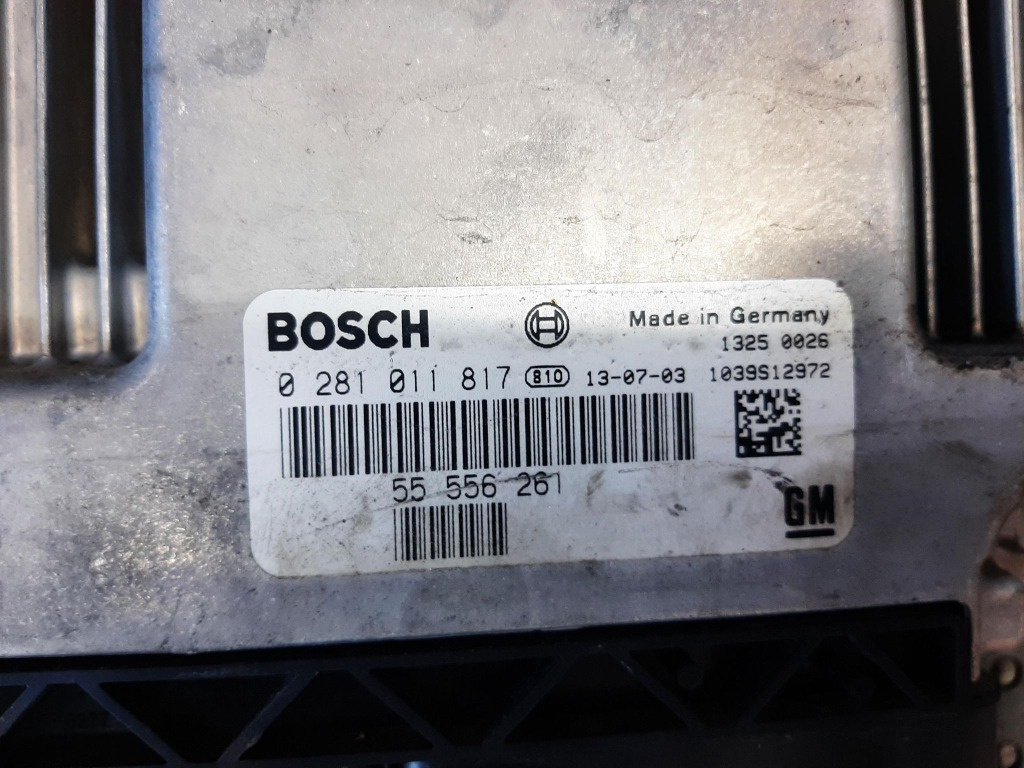 BOSCH
Made in Germany
1325 0026
0 281 011 817 810 13-07-03 1039S12972
55 556 261
GM